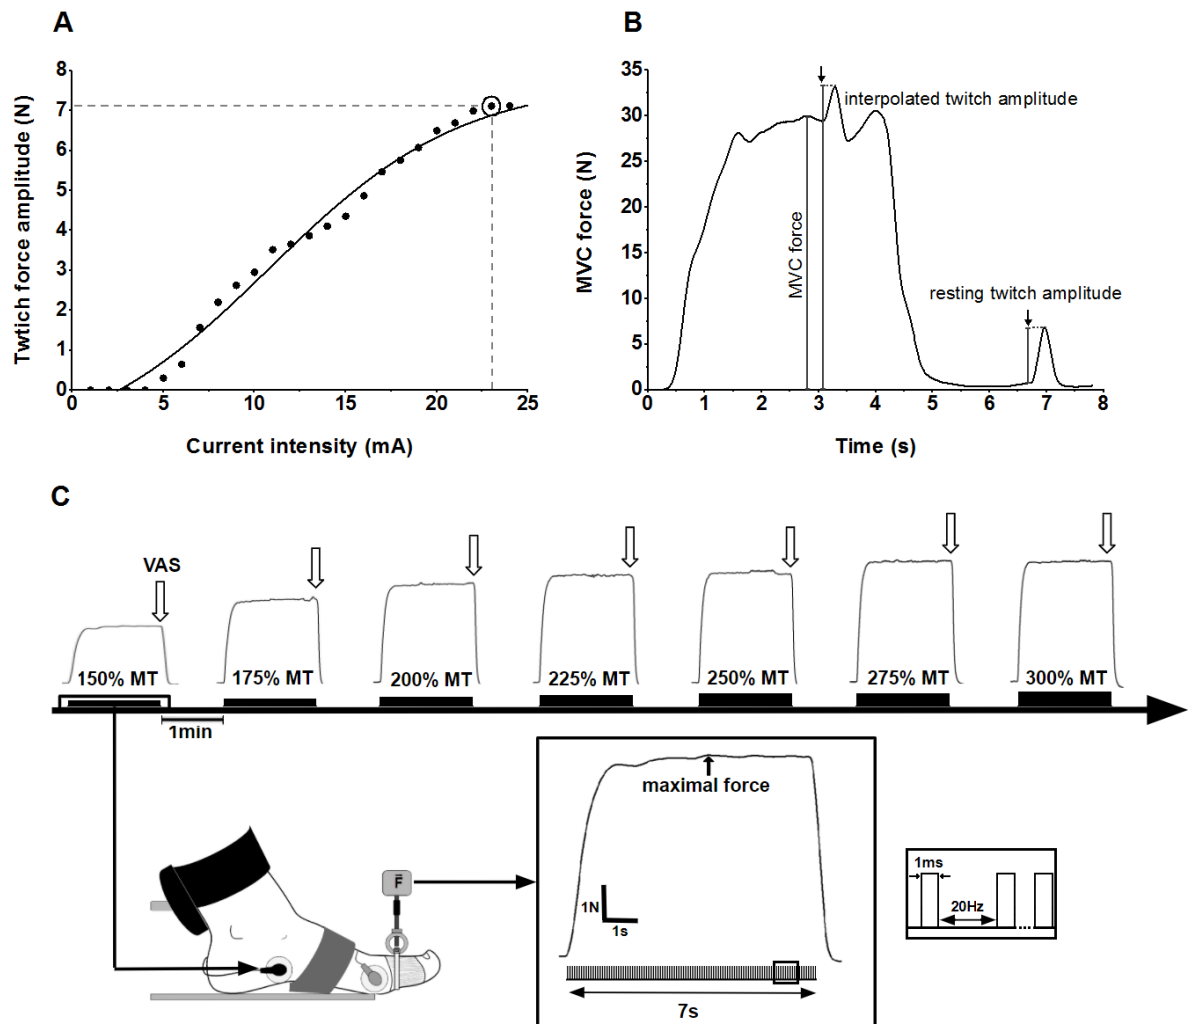 A
Twtich force amplitude (N)
8
7
6
5
4
3
2
1
0
0
5
10
15
20
25
Current intensity (mA)
B
MVC force (N)
35
30
25
20
15
10
5
0
interpolated twitch amplitude
MVC force
resting twitch amplitude
0
1
2
3
4
5
6
7
8
Time (s)
C
VAS
150% MT
175% MT
200% MT
225% MT
250% MT
275% MT
300% MT
1min
maximal force
1N
1s
7s
F
1ms
20Hz